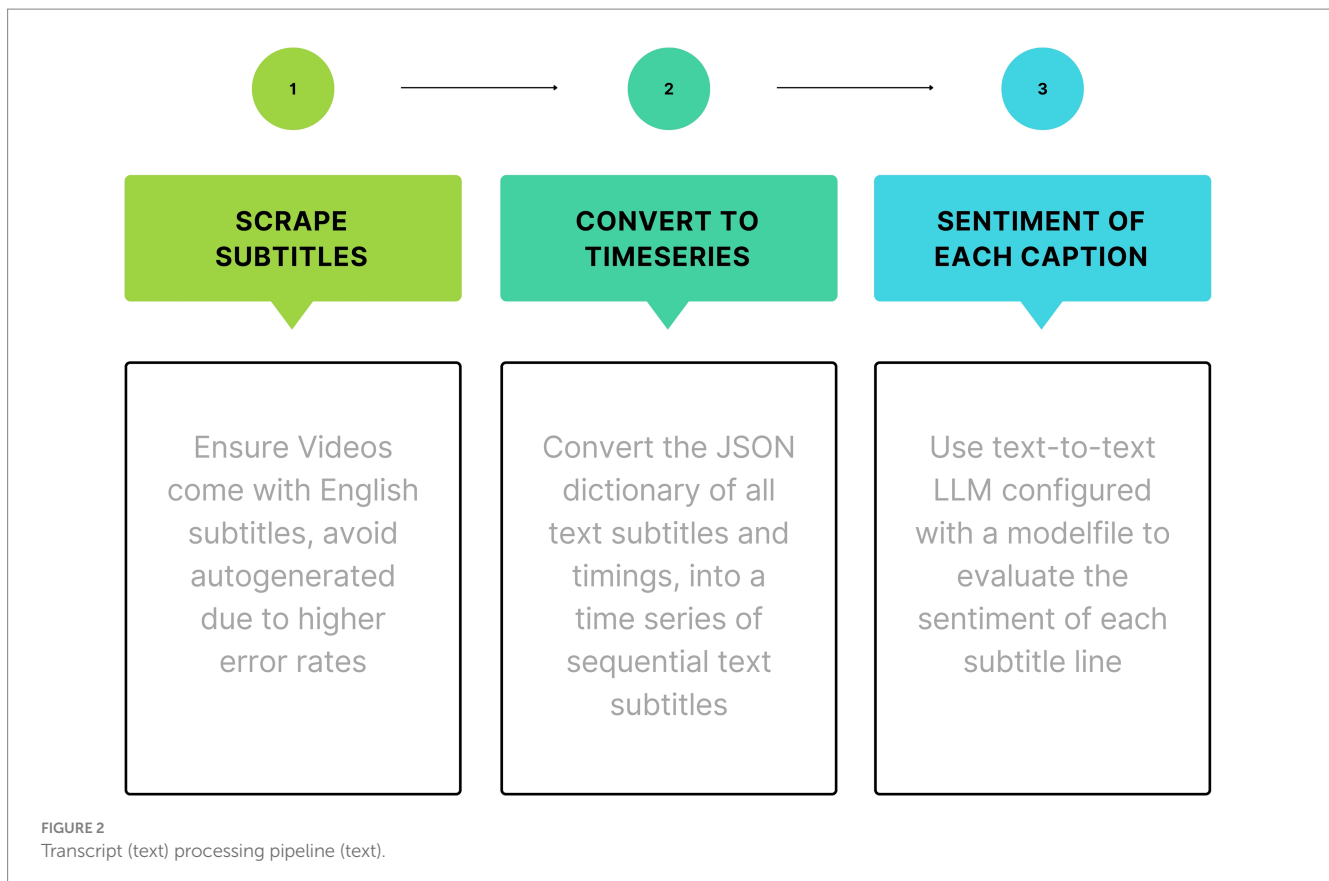 1
2
3
SCRAPE
SUBTITLES
CONVERT TO
TIMESERIES
SENTIMENT OF
EACH CAPTION
Ensure Videos
come with English
subtitles, avoid
autogenerated
due to higher
error rates
Convert the JSON
dictionary of all
text subtitles and
timings, into a
time series of
sequential text
subtitles
Use text-to-text
LLM configured
with a modelfile to
evaluate the
sentiment of each
subtitle line
FIGURE 2
Transcript (text) processing pipeline (text).